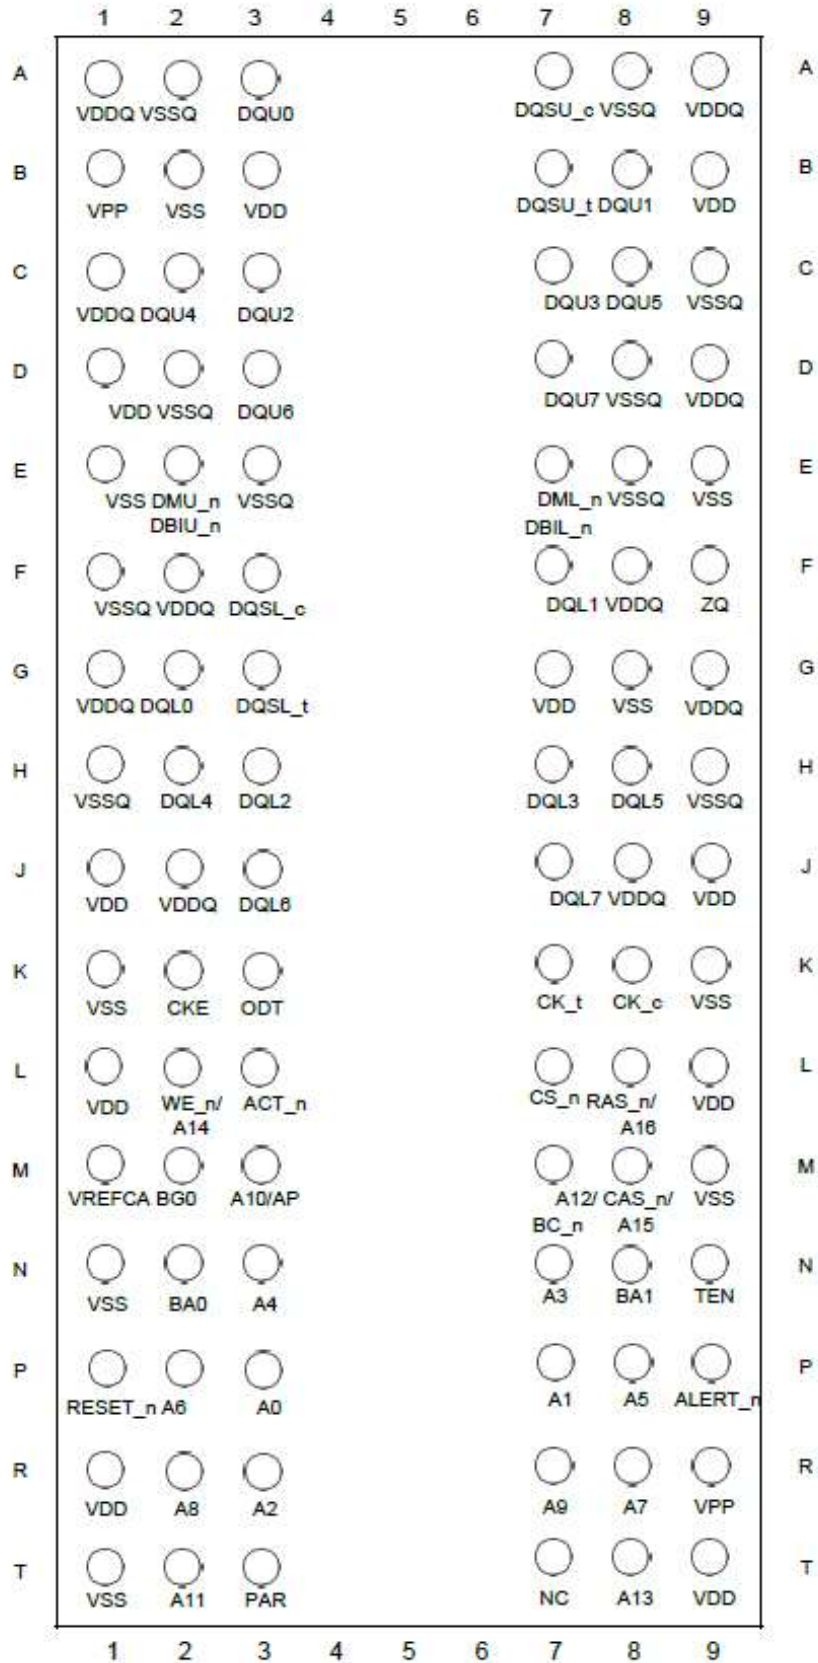 1 2 3 4 5 6 7 8 9
A A
VDDQ VSSQ DQU0 DQSU_c VSSQ VDDQ
B B
VPP VSS VDD DQSU_t DQU1 VDD
C C
VDDQ DQU4 DQU2 DQU3 DQU5 VSSQ
D D
VDD VSSQ DQU6 DQU7 VSSQ VDDQ
E E
VSS DMU_n VSSQ DML_n VSSQ VSS
DBIU_n DBIL_n
F F
VSSQ VDDQ DQSL_c DQL1 VDDQ ZQ
G G
VDDQ DQL0 DQSL_t VDD VSS VDDQ
H H
VSSQ DQL4 DQL2 DQL3 DQL5 VSSQ
J J
VDD VDDQ DQL6 DQL7 VDDQ VDD
K K
VSS CKE ODT CK_t CK_c VSS
L L
VDD WE_n/ ACT_n CS_n RAS_n/ VDD
A14 A16
M M
VREFCA BG0 A10/AP A12/ CAS_n/ VSS
BC_n A15
N N
VSS BA0 A4 A3 BA1 TEN
P P
RESET_n A6 A0 A1 A5 ALERT_n
R R
VDD A8 A2 A9 A7 VPP
T T
VSS A11 PAR NC A13 VDD
1 2 3 4 5 6 7 8 9